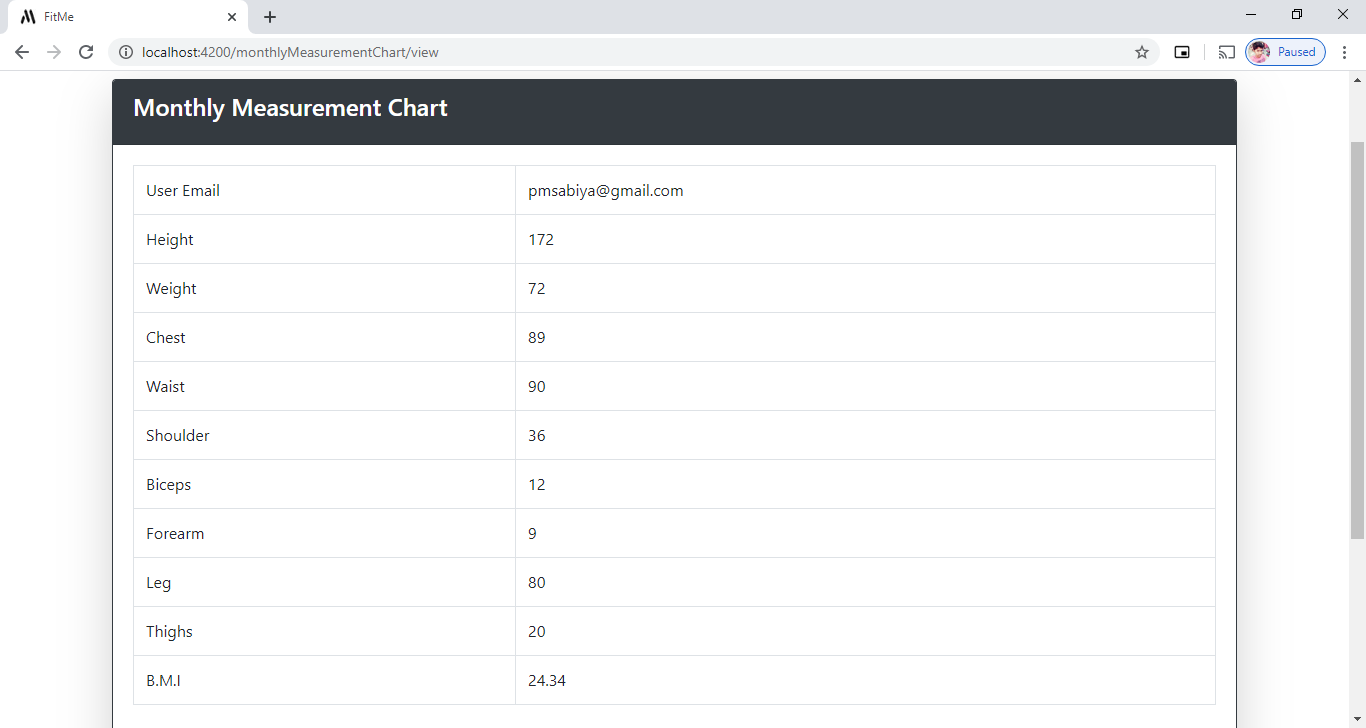 FitMe
localhost:4200/monthlyMeasurementChart/view
Paused
Monthly Measurement Chart
User Email pmsabiya@gmail.com
Height 172
Weight 72
Chest 89
Waist 90
Shoulder 36
Biceps 12
Forearm 9
Leg 80
Thighs 20
B.M.I 24.34